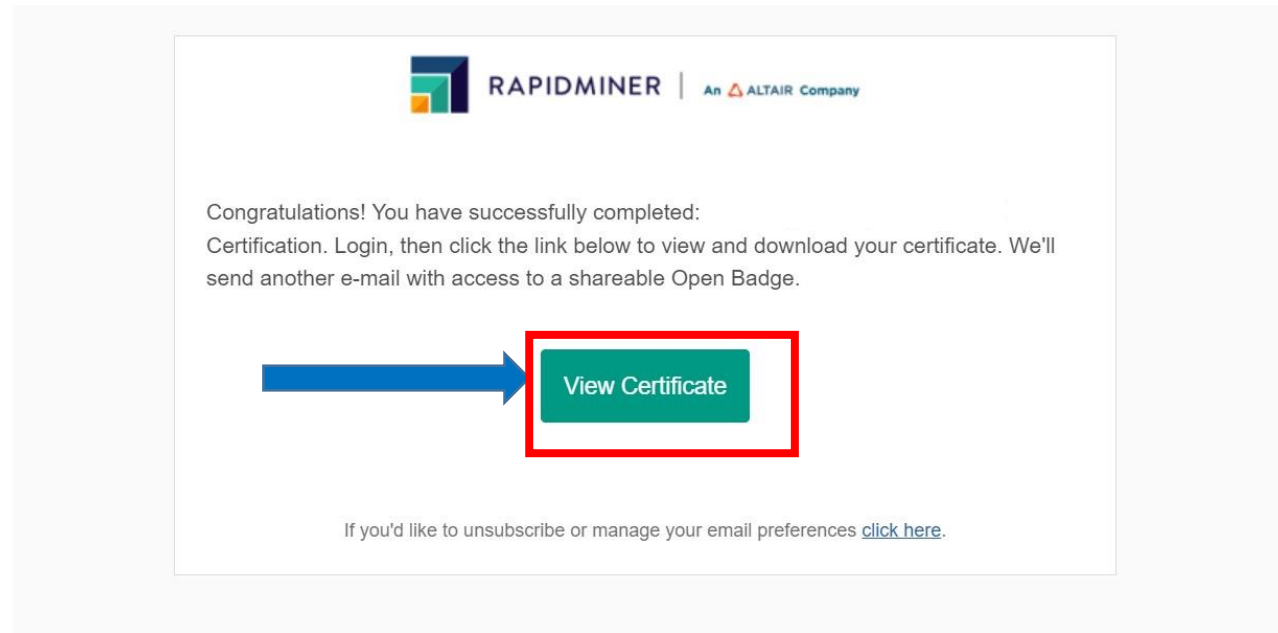 RAPIDMINER | An ALTAIR Company
Congratulations! You have successfully completed:
Certification. Login, then click the link below to view and download your certificate. We'll
send another e-mail with access to a shareable Open Badge.
View Certificate
If you'd like to unsubscribe or manage your email preferences click here.